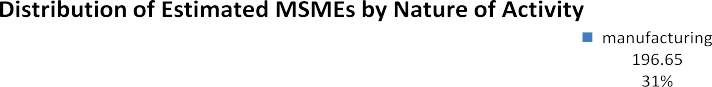 Distribution of Estimated MSMEs by Nature of Activity
manufacturing
196.65
31%